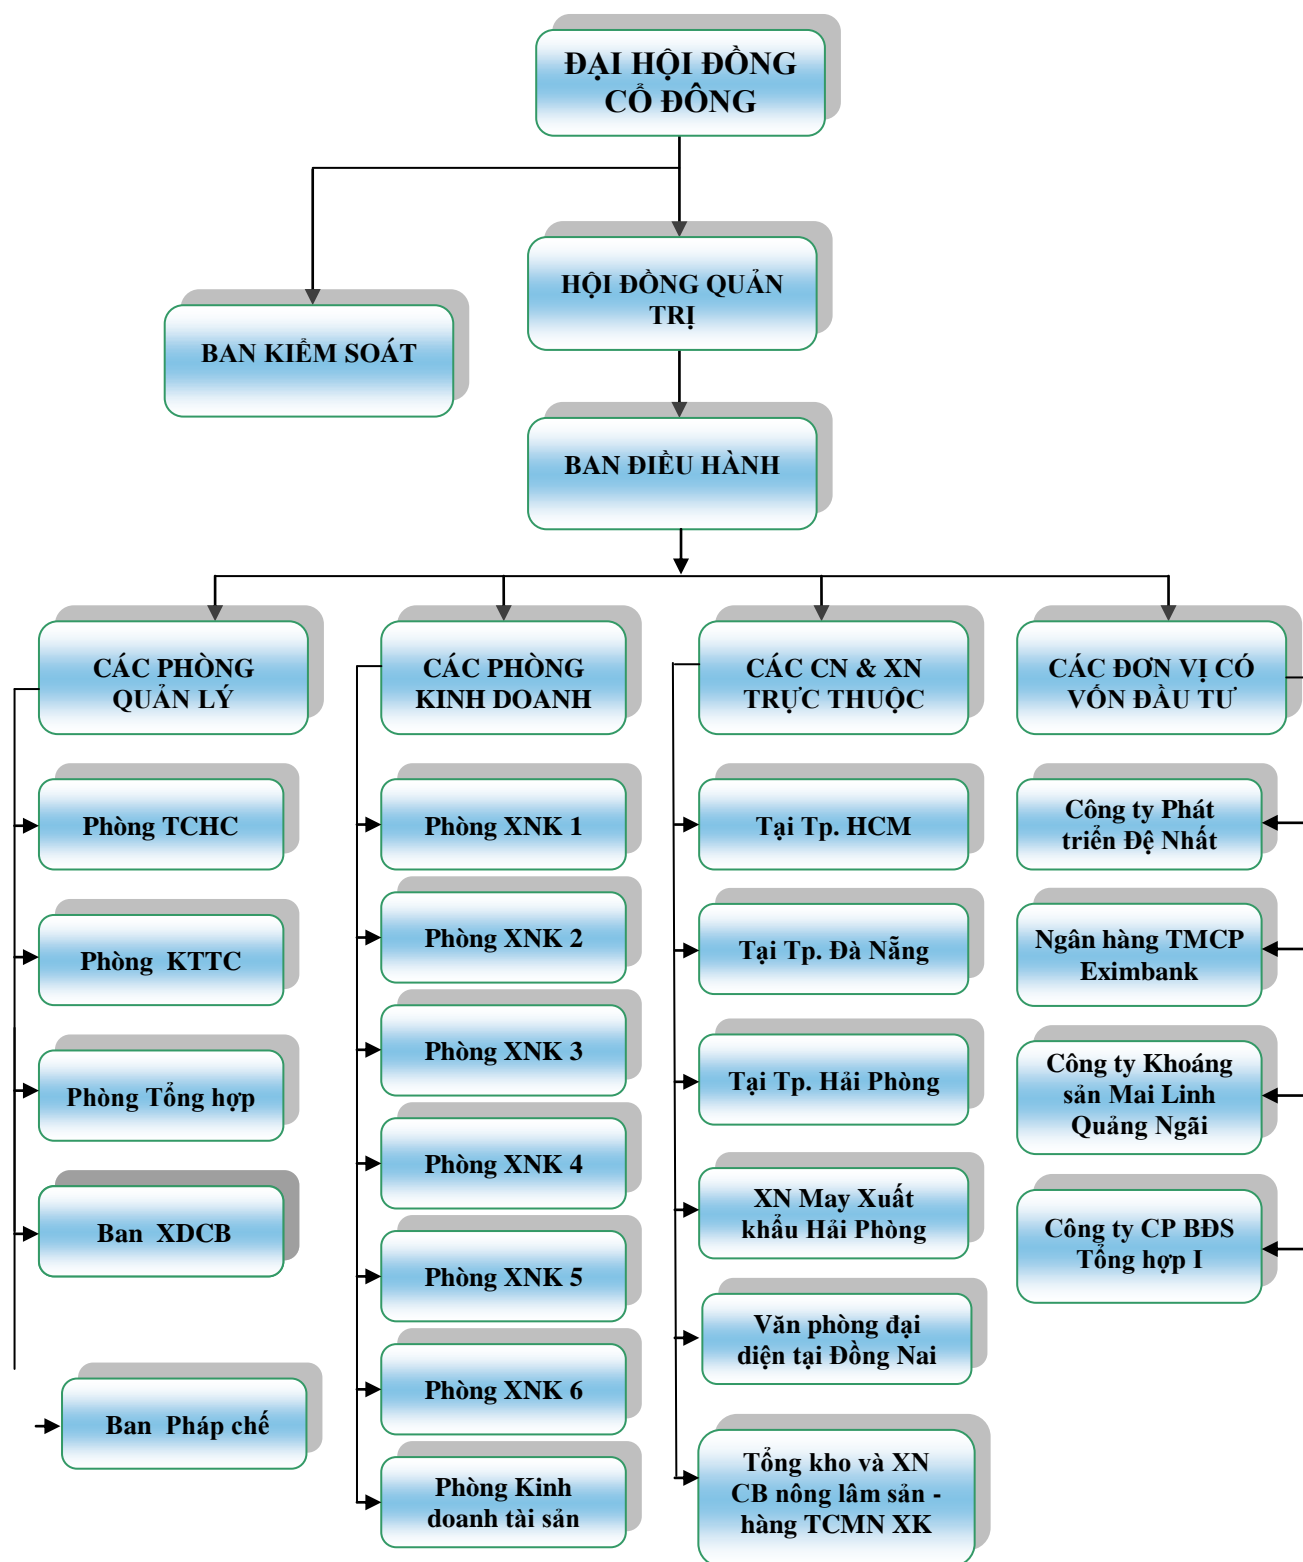 ĐẠI HỘI ĐỒNG
CỔ ĐÔNG
HỘI ĐỒNG QUẢN
TRỊ
BAN KIỂM SOÁT
BAN ĐIỀU HÀNH
CÁC PHÒNG
QUẢN LÝ
Phòng TCHC
Phòng KTTC
Phòng Tổng hợp
Ban XDCB
Ban Pháp chế
CÁC PHÒNG
KINH DOANH
Phòng XNK 1
Phòng XNK 2
Phòng XNK 3
Phòng XNK 4
Phòng XNK 5
Phòng XNK 6
Phòng Kinh
doanh tài sản
CÁC CN & XN
TRỰC THUỘC
Tại Tp. HCM
Tại Tp. Đà Nẵng
Tại Tp. Hải Phòng
XN May Xuất
khẩu Hải Phòng
Văn phòng đại
diện tại Đồng Nai
Tổng kho và XN
CB nông lâm sản -
hàng TCMN XK
CÁC ĐƠN VỊ CÓ
VỐN ĐẦU TƯ
Công ty Phát
triển Đệ Nhất
Ngân hàng TMCP
Eximbank
Công ty Khoáng
sản Mai Linh
Quảng Ngãi
Công ty CP BĐS
Tổng hợp I